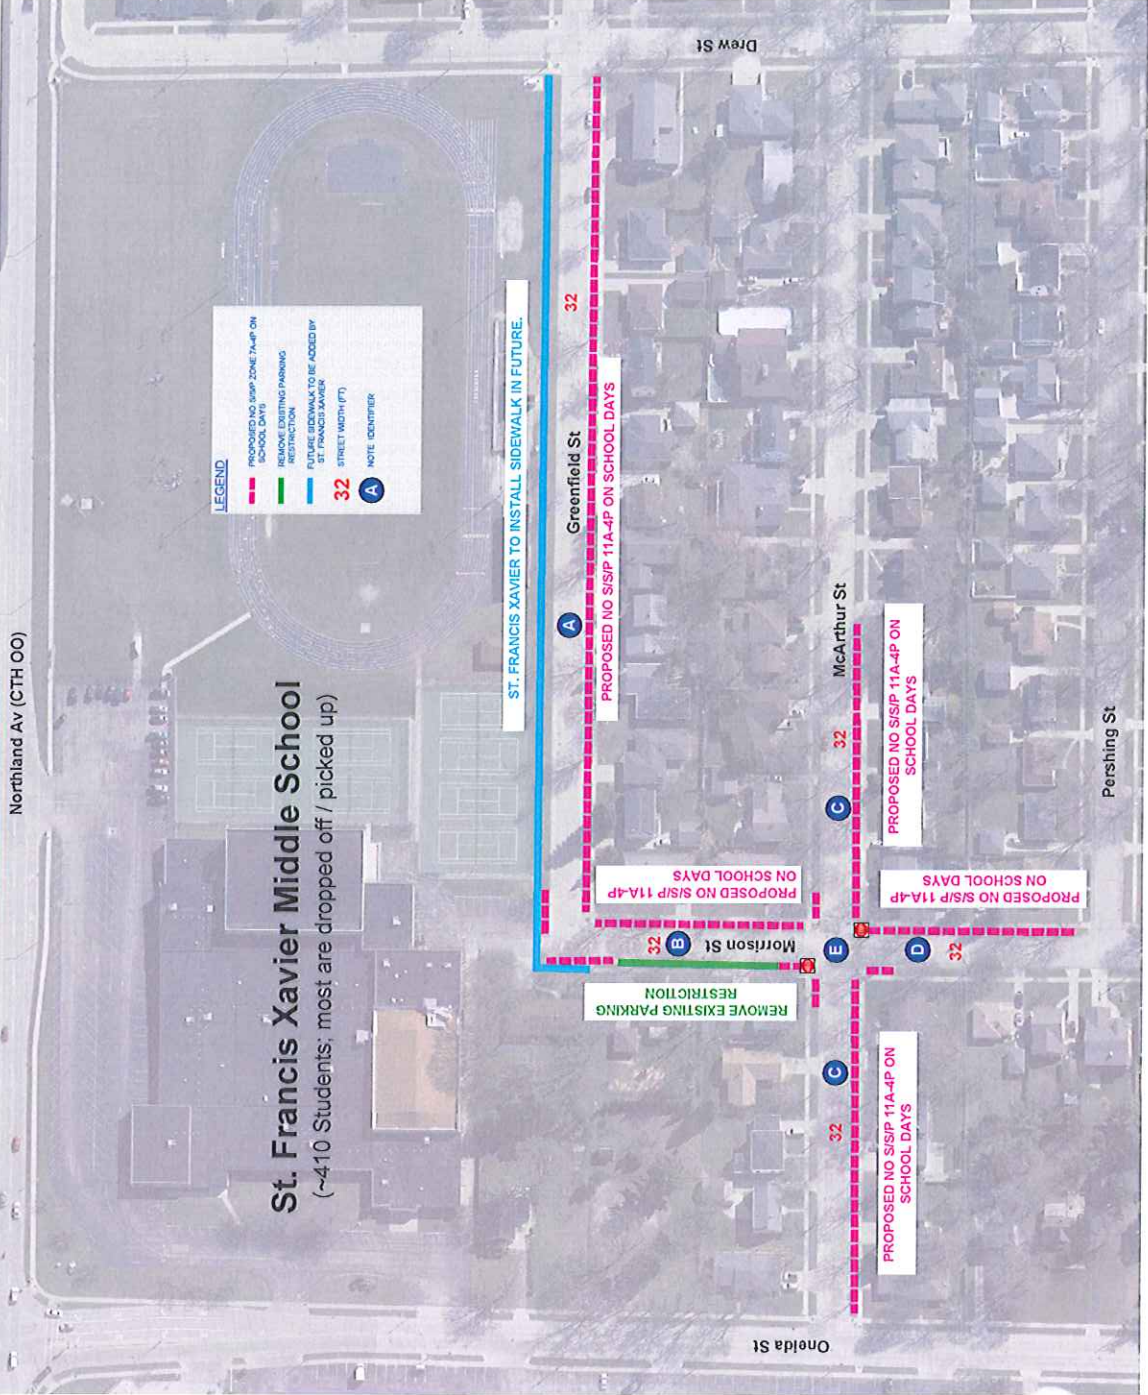 Northland Av (CTH OO)
St. Francis Xavier Middle School
(~410 Students; most are dropped off / picked up)
LEGEND
PROPOSED NO S/S/P ZONE 7A-4P ON
SCHOOL DAYS
REMOVE EXISTING PARKING
RESTRICTION
FUTURE SIDEWALK TO BE ADDED BY
ST. FRANCIS XAVIER
32 STREET WIDTH (FT)
A NOTE IDENTIFIER
ST. FRANCIS XAVIER TO INSTALL SIDEWALK IN FUTURE.
Greenfield St
A
32
PROPOSED NO S/S/P 11A-4P ON SCHOOL DAYS
Drew St
Oneida St
REMOVE EXISTING PARKING
RESTRICTION
32
B
Morrison St
PROPOSED NO S/S/P 11A-4P
ON SCHOOL DAYS
McArthur St
32
C
E
C
32
PROPOSED NO S/S/P 11A-4P ON
SCHOOL DAYS
PROPOSED NO S/S/P 11A-4P ON
SCHOOL DAYS
D
32
PROPOSED NO S/S/P 11A-4P
ON SCHOOL DAYS
Pershing St